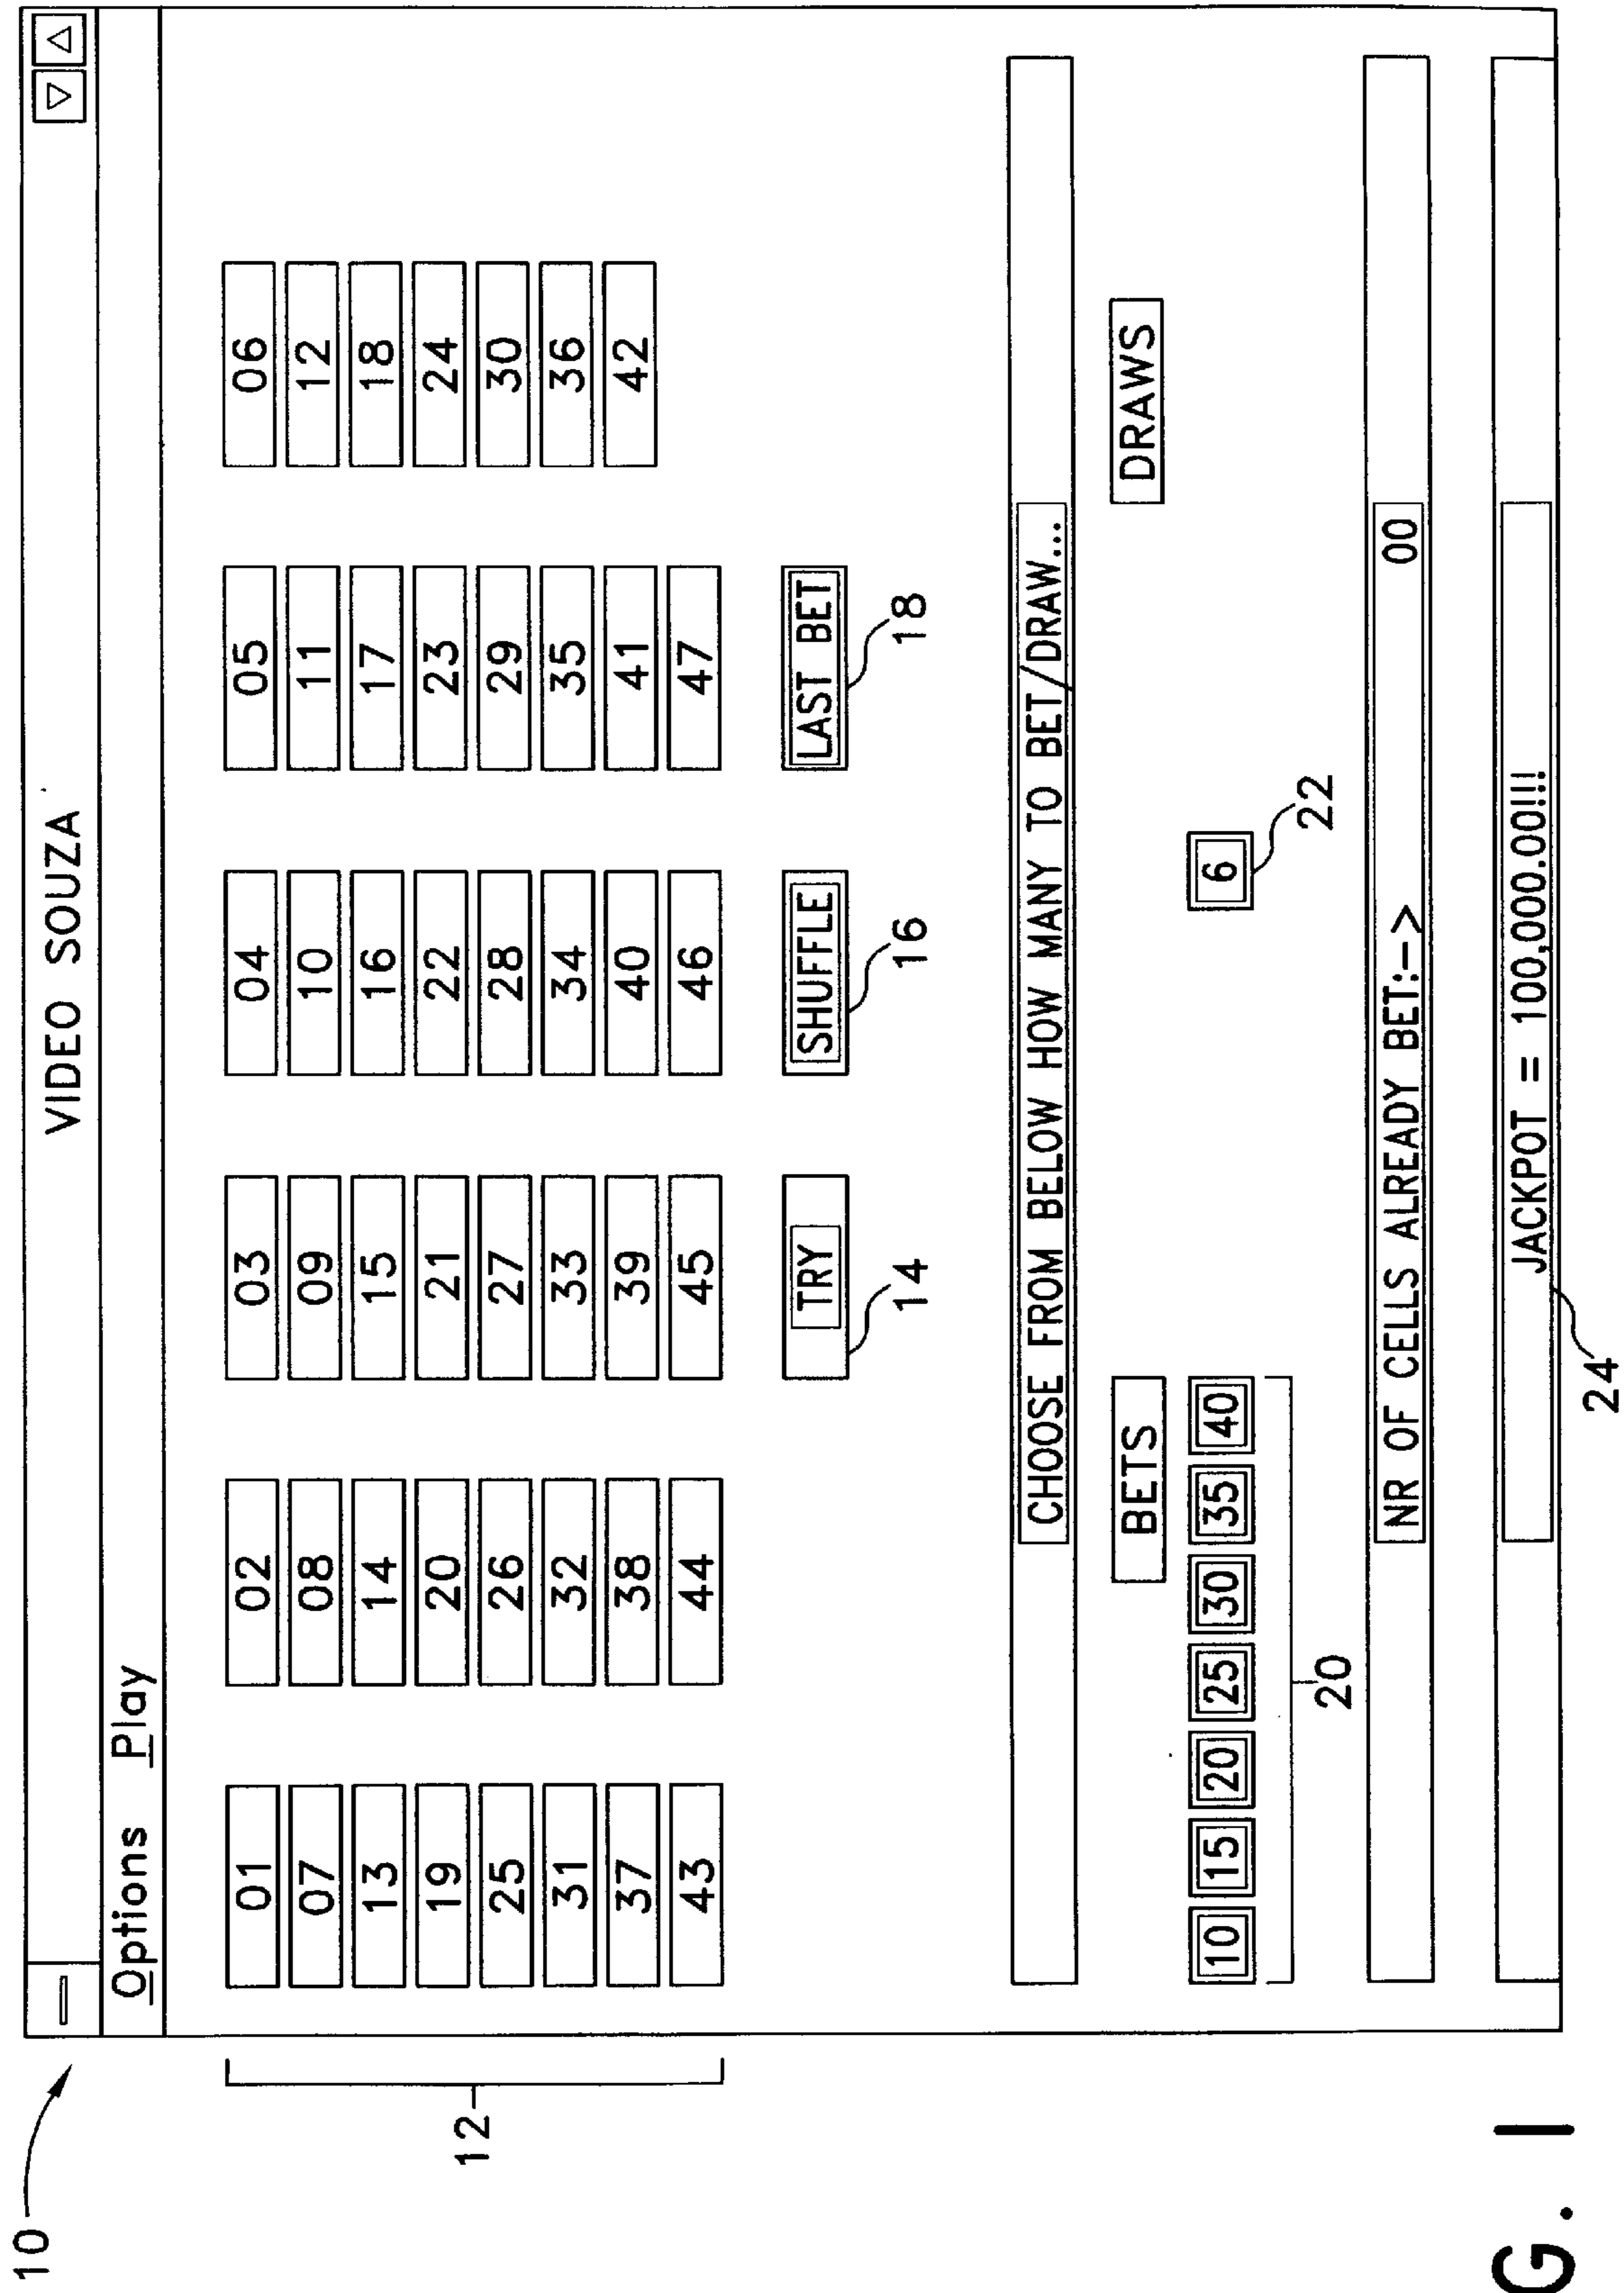 10
VIDEO SOUZA
Options Play
12
01 02 03 04 05 06
07 08 09 10 11 12
13 14 15 16 17 18
19 20 21 22 23 24
25 26 27 28 29 30
31 32 33 34 35 36
37 38 39 40 41 42
43 44 45 46 47
TRY SHUFFLE LAST BET
14 16 18
CHOOSE FROM BELOW HOW MANY TO BET/DRAW...
BETS DRAWS
10 15 20 25 30 35 40 6
20 22
NR OF CELLS ALREADY BET:-> 00
JACKPOT = 100,000.00!!!
24
G. 1